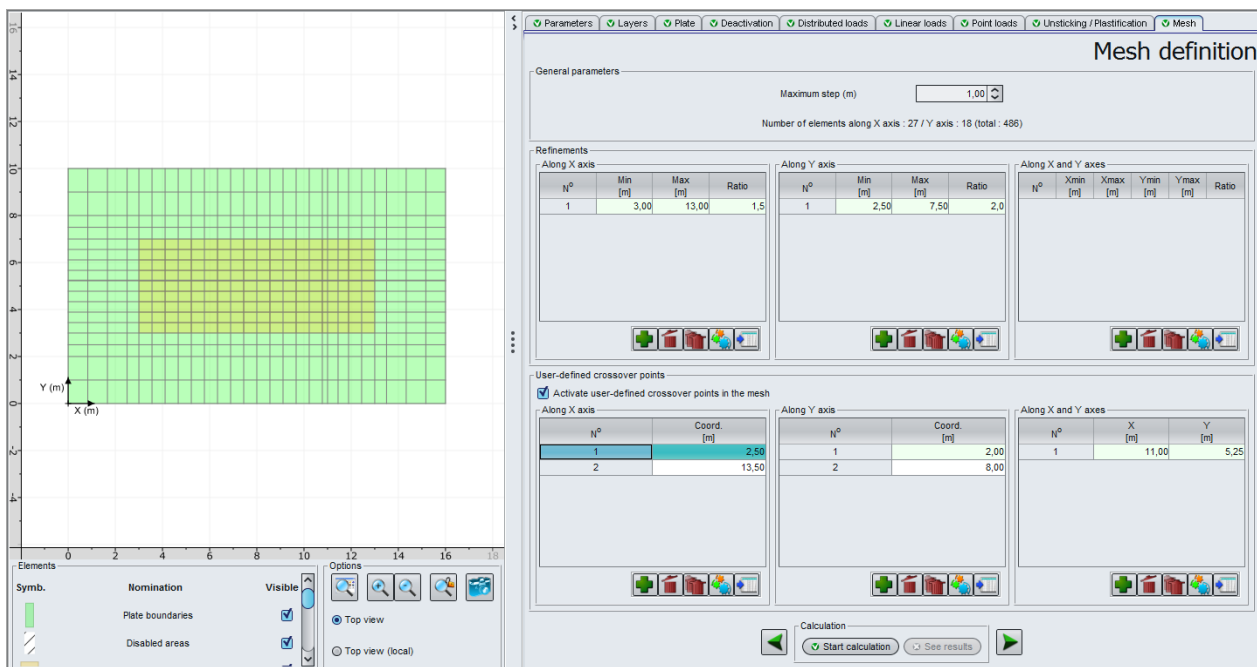 Parameters Layers Plate Deactivation Distributed loads Linear loads Point loads Unsticking / Plastification Mesh
Mesh definition
General parameters
Maximum step (m) 1,00
Number of elements along X axis : 27 / Y axis : 18 (total : 486)
Refinements
Along X axis Along Y axis Along X and Y axes
N° Min [m] Max [m] Ratio N° Min [m] Max [m] Ratio N° Xmin [m] Xmax [m] Ymin [m] Ymax [m] Ratio
1 3,00 13,00 1,5 1 2,50 7,50 2,0
User-defined crossover points
Activate user-defined crossover points in the mesh
Along X axis Along Y axis Along X and Y axes
N° Coord. [m] N° Coord. [m] N° X [m] Y [m]
1 2,50 1 2,00 1 11,00 5,25
2 13,50 2 8,00
Calculation
Start calculation See results
16
14
12
10
8
6
4
2
0
-2
-4
Y (m)
X (m)
0 2 4 6 8 10 12 14 16 18
Elements
Symb. Nomination Visible
Plate boundaries
Disabled areas
Options
Top view
Top view (local)